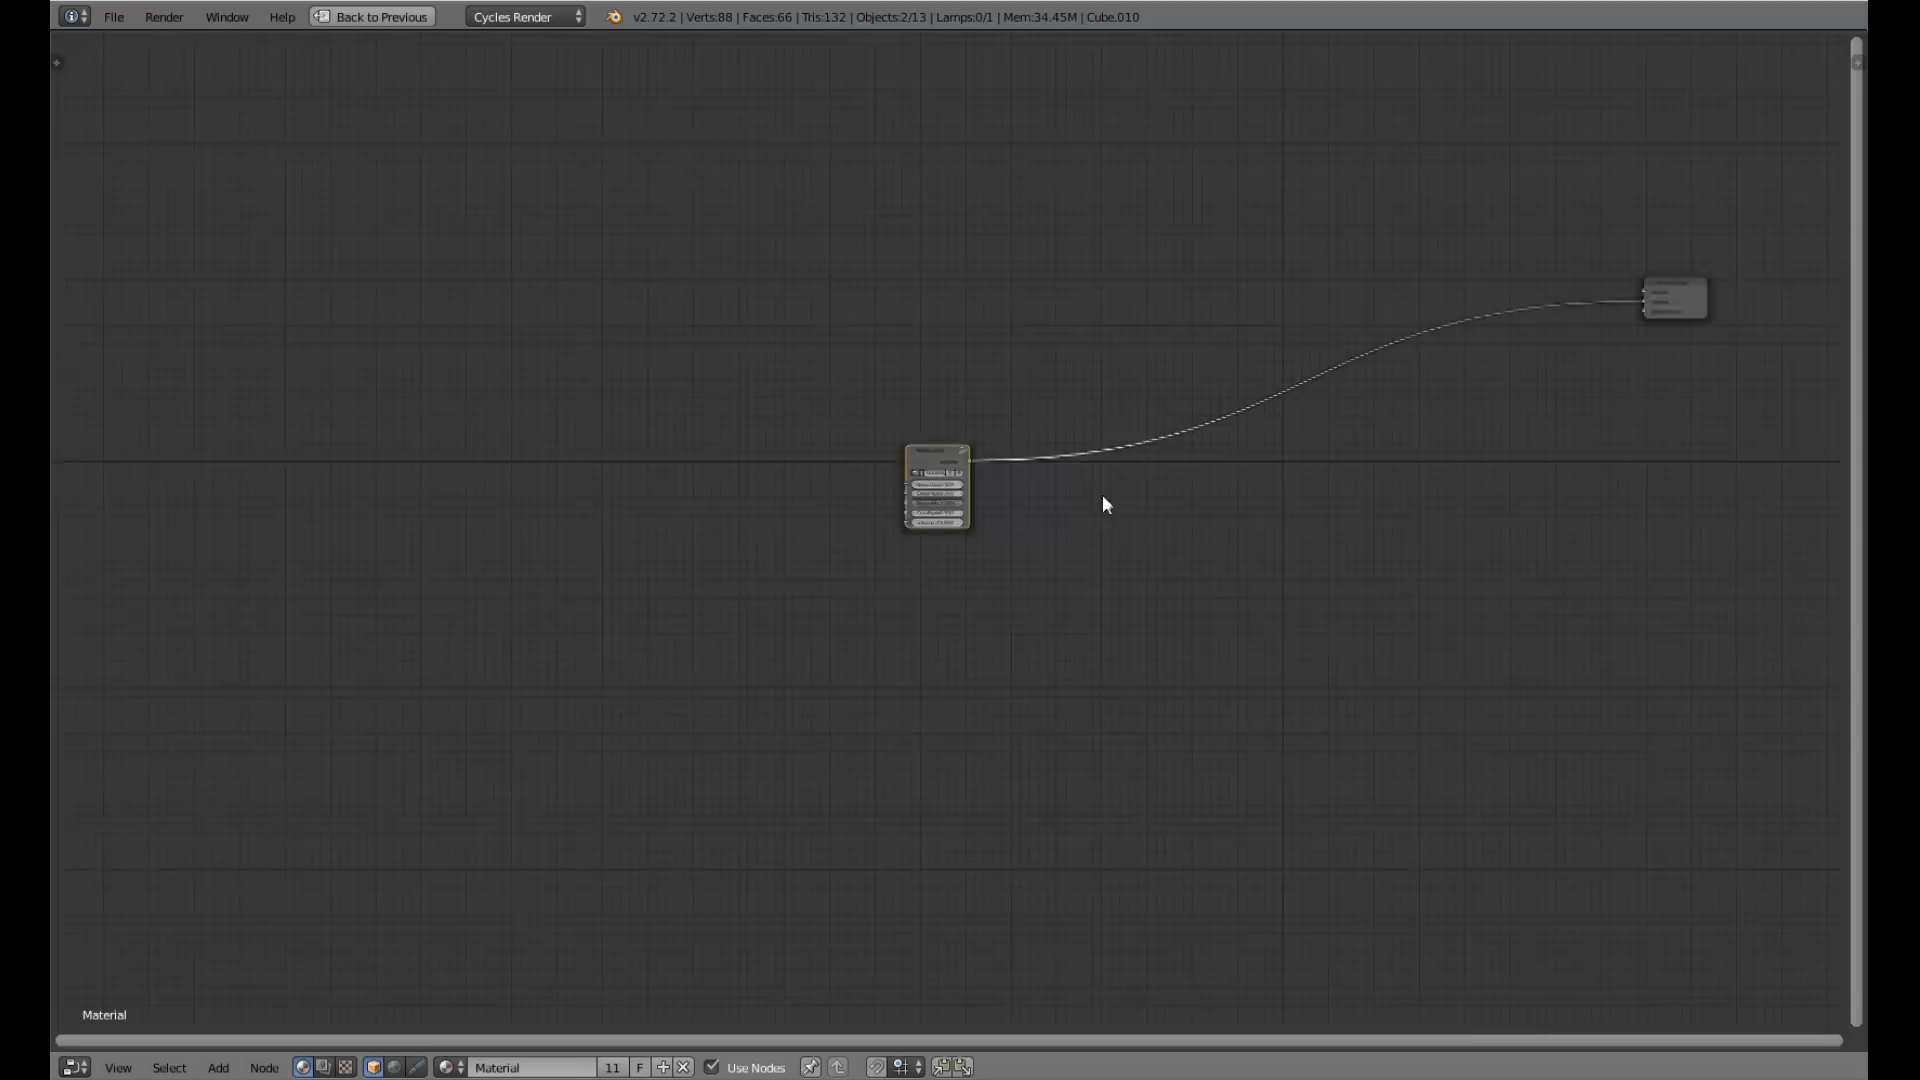 File Render Window Help Back to Previous Cycles Render v2.72.2 | Verts:88 | Faces:66 | Tris:132 | Objects:2/13 | Lamps:0/1 | Mem:34.45M | Cube.010
Material
View Select Add Node Material 11 F Use Nodes